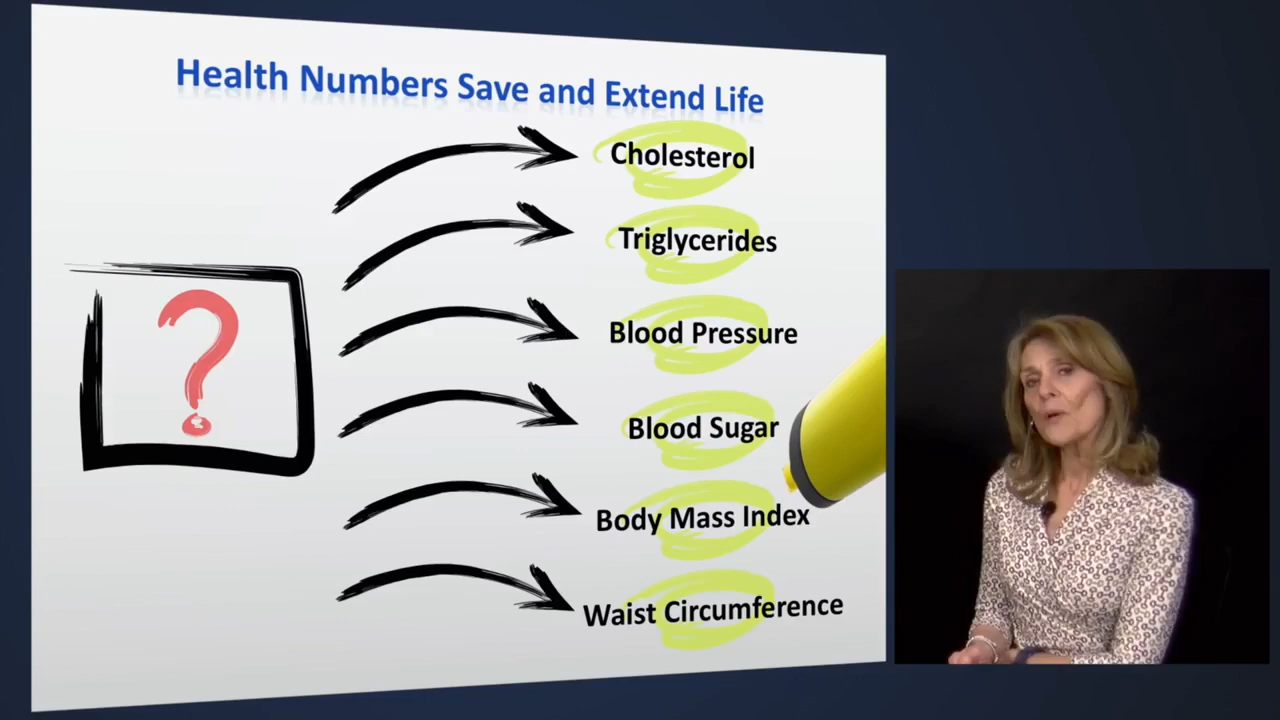 Health Numbers Save and Extend Life
Cholesterol
Triglycerides
?
Blood Pressure
Blood Sugar
Body Mass Index
Waist Circumference